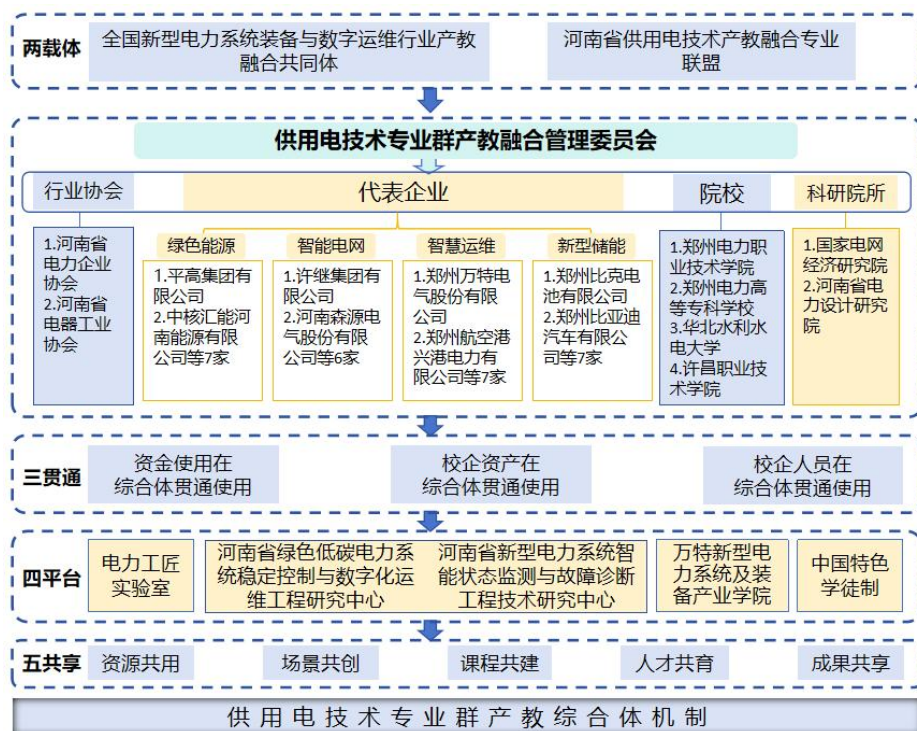 两载体
全国新型电力系统装备与数字运维行业产教
融合共同体
河南省供用电技术产教融合专业
联盟
供用电技术专业群产教融合管理委员会
行业协会
代表企业
院校
科研院所
1.河南省
电力企业
协会
2.河南省
电器工业
协会
绿色能源
1.平高集团有
限公司
2.中核汇能河
南能源有限
公司等7家
智能电网
1.许继集团有
限公司
2.河南森源电
气股份有限
公司等6家
智慧运维
1.郑州万特电
气股份有限
公司
2.郑州航空港
兴港电力有
限公司等7家
新型储能
1.郑州比克电
池有限公司
2.郑州比亚迪
汽车有限公
司等7家
1.郑州电力职
业技术学院
2.郑州电力高
等专科学校
3.华北水利水
电大学
4.许昌职业技
术学院
1.国家电网
经济研究院
2.河南省电
力设计研究
院
三贯通
资金使用在
综合体贯通使用
校企资产在
综合体贯通使用
校企人员在
综合体贯通使用
四平台
电力工匠
实验室
河南省绿色低碳电力系
统稳定控制与数字化运
维工程研究中心
河南省新型电力系统智
能状态监测与故障诊断
工程技术研究中心
万特新型电
力系统及装
备产业学院
中国特色
学徒制
五共享
资源共用
场景共创
课程共建
人才共育
成果共享
供用电技术专业群产教综合体机制